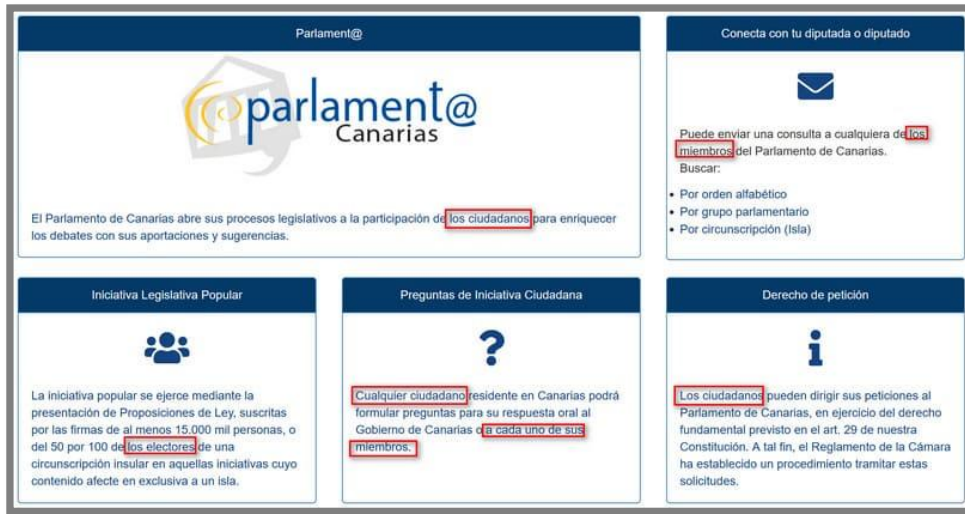 Parlament@
parlament@
Canarias
El Parlamento de Canarias abre sus procesos legislativos a la participación de los ciudadanos para enriquecer
los debates con sus aportaciones y sugerencias.
Conecta con tu diputada o diputado
Puede enviar una consulta a cualquiera de los
miembros del Parlamento de Canarias.
Buscar:
• Por orden alfabético
• Por grupo parlamentario
• Por circunscripción (Isla)
Iniciativa Legislativa Popular
La iniciativa popular se ejerce mediante la
presentación de Proposiciones de Ley, suscritas
por las firmas de al menos 15.000 mil personas, o
del 50 por 100 de los electores de una
circunscripción insular en aquellas iniciativas cuyo
contenido afecte en exclusiva a un isla.
Preguntas de Iniciativa Ciudadana
?
Cualquier ciudadano residente en Canarias podrá
formular preguntas para su respuesta oral al
Gobierno de Canarias o a cada uno de sus
miembros.
Derecho de petición
i
Los ciudadanos pueden dirigir sus peticiones al
Parlamento de Canarias, en ejercicio del derecho
fundamental previsto en el art. 29 de nuestra
Constitución. A tal fin, el Reglamento de la Cámara
ha establecido un procedimiento tramitar estas
solicitudes.